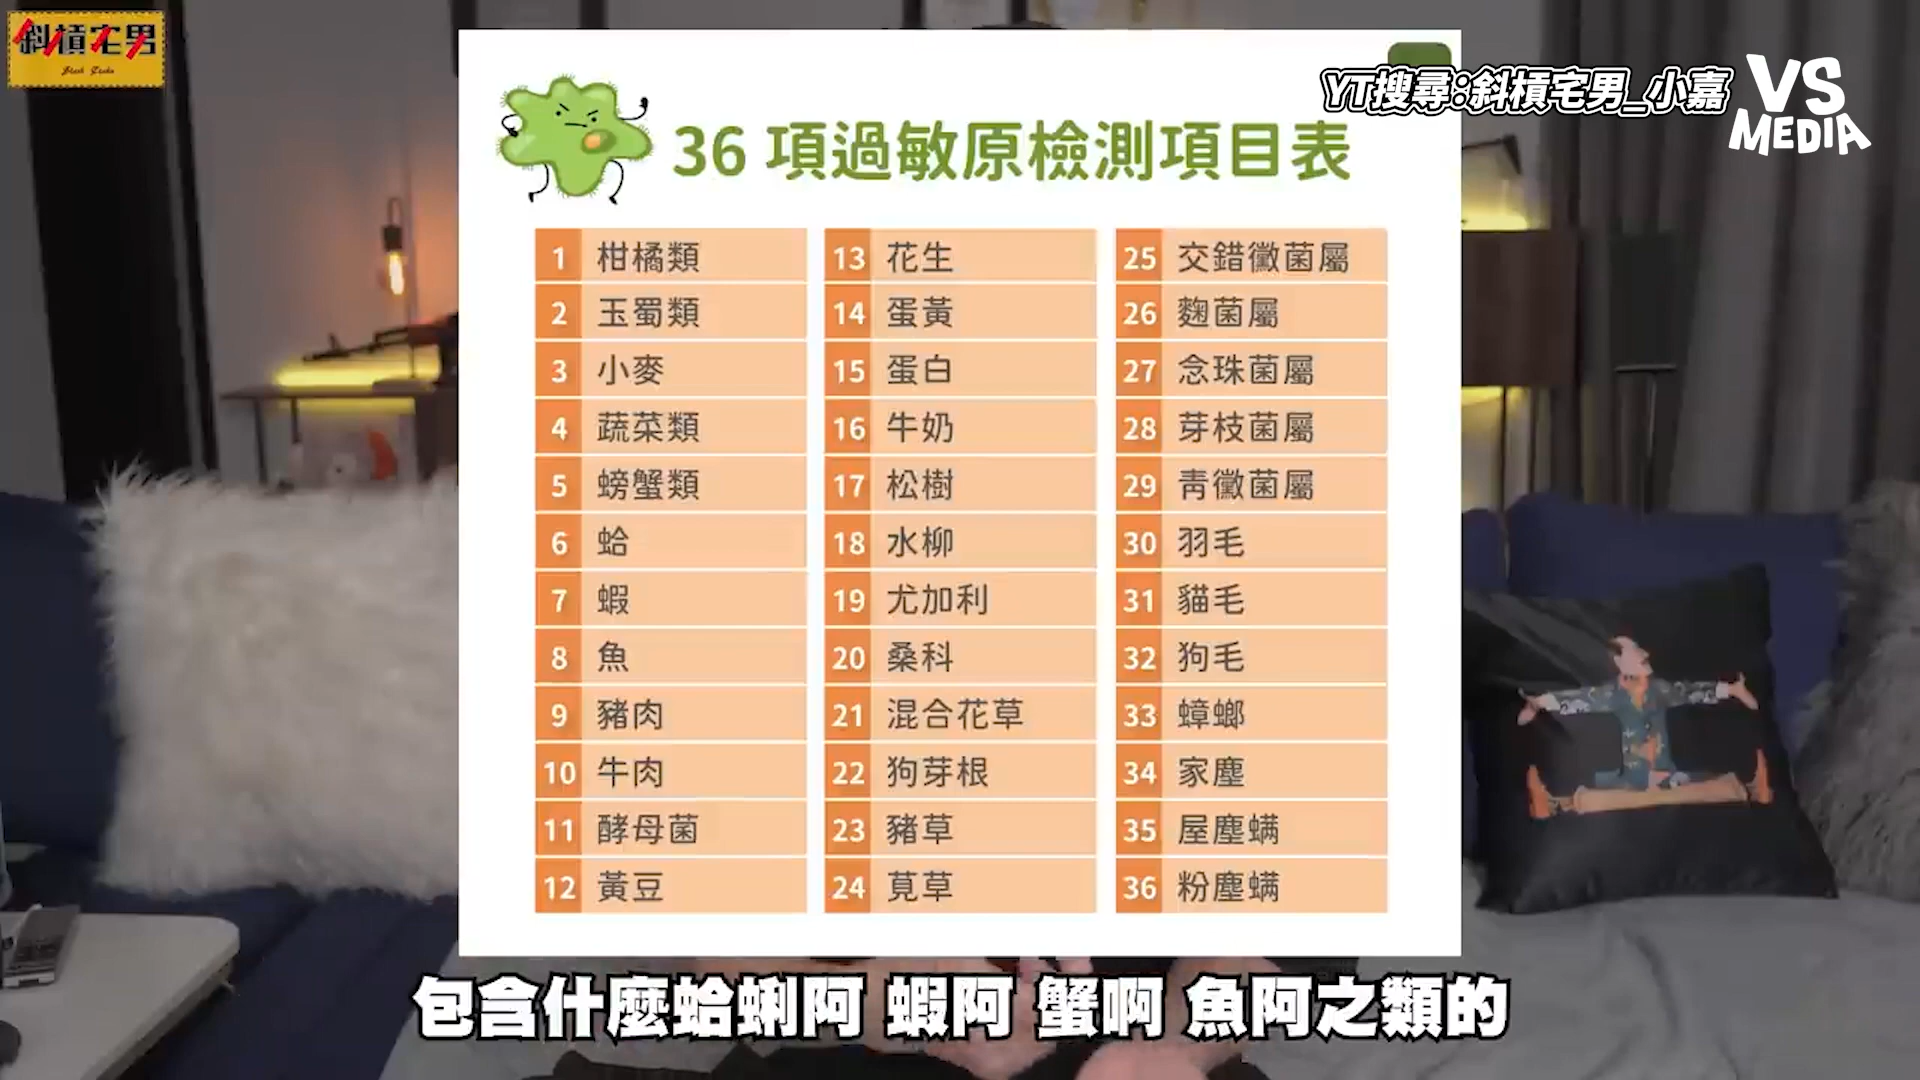 斜槓宅男
YT搜尋:斜槓宅男_小嘉
VS
MEDIA
36 項過敏原檢測項目表
1 柑橘類
2 玉蜀類
3 小麥
4 蔬菜類
5 螃蟹類
6 蛤
7 蝦
8 魚
9 豬肉
10 牛肉
11 酵母菌
12 黃豆
13 花生
14 蛋黃
15 蛋白
16 牛奶
17 松樹
18 水柳
19 尤加利
20 桑科
21 混合花草
22 狗芽根
23 豬草
24 莧草
25 交錯黴菌屬
26 麴菌屬
27 念珠菌屬
28 芽枝菌屬
29 青黴菌屬
30 羽毛
31 貓毛
32 狗毛
33 蟑螂
34 家塵
35 屋塵蟎
36 粉塵蟎
包含什麼蛤蜊阿 蝦阿 蟹啊 魚阿之類的